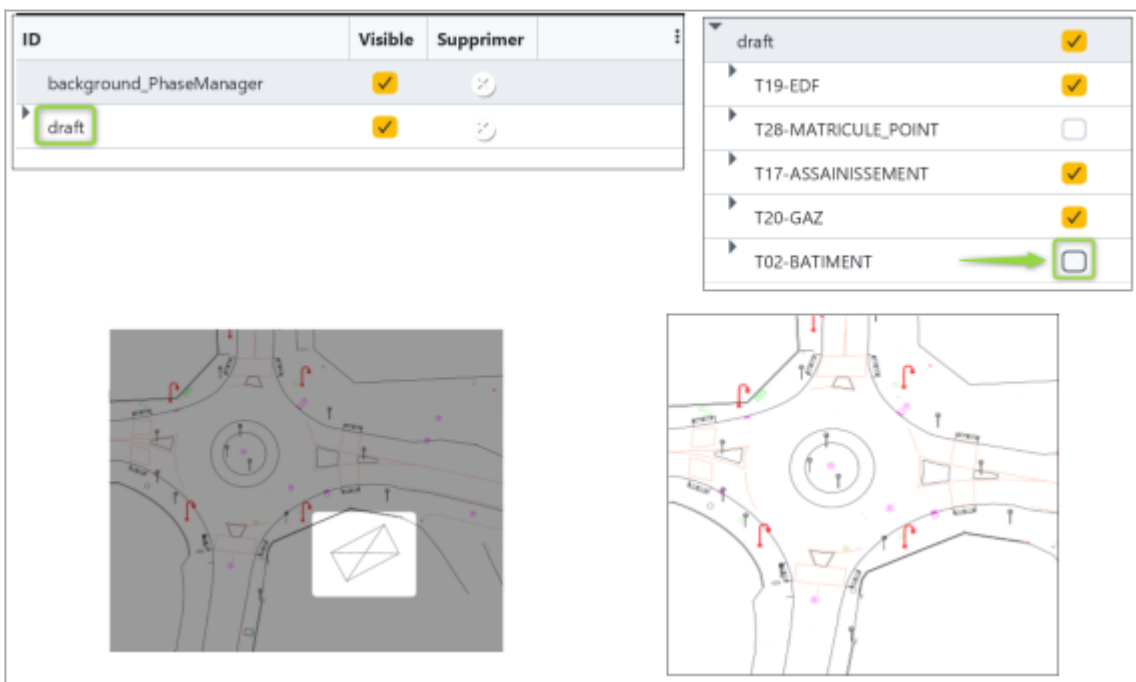 ID Visible Supprimer
background_PhaseManager
draft
draft
T19-EDF
T28-MATRICULE_POINT
T17-ASSAINISSEMENT
T20-GAZ
T02-BATIMENT